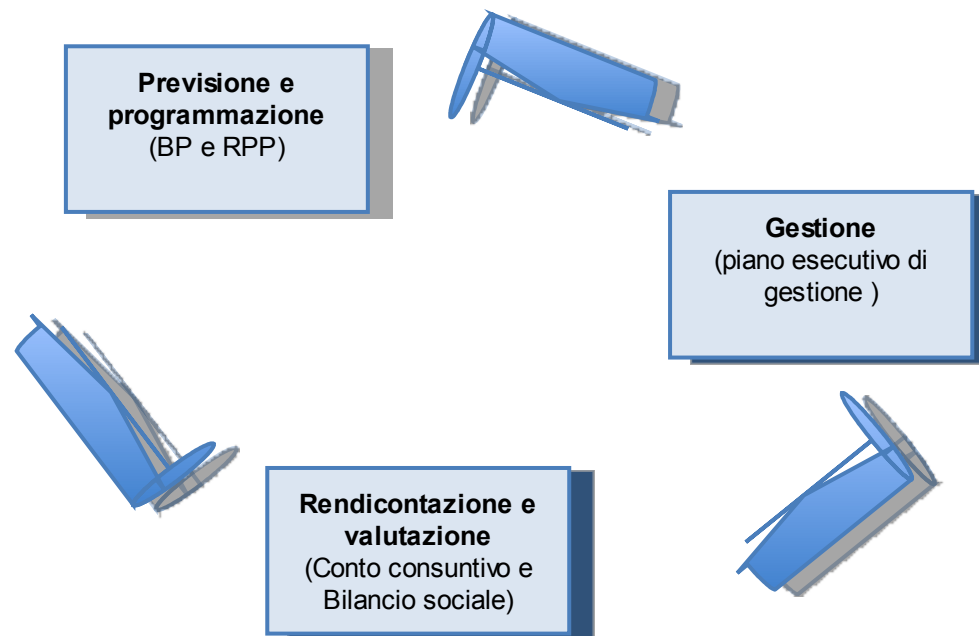 Previsione e
programmazione
(BP e RPP)
Gestione
(piano esecutivo di
gestione )
Rendicontazione e
valutazione
(Conto consuntivo e
Bilancio sociale)